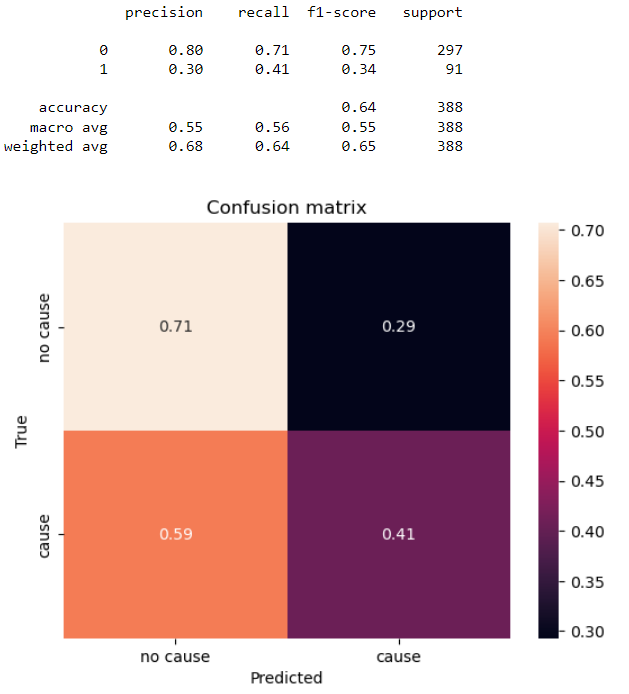 precision recall f1-score support
0 0.80 0.71 0.75 297
1 0.30 0.41 0.34 91
accuracy 0.64 388
macro avg 0.55 0.56 0.55 388
weighted avg 0.68 0.64 0.65 388
Confusion matrix
True
no cause
cause
0.71 0.29
0.59 0.41
no cause cause
Predicted
0.70
0.65
0.60
0.55
0.50
0.45
0.40
0.35
0.30